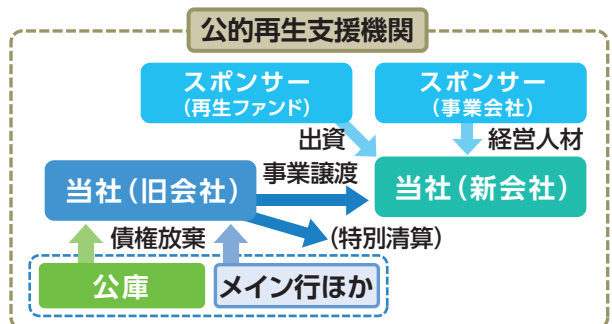 公的再生支援機関
スポンサー
(再生ファンド)
スポンサー
(事業会社)
出資
経営人材
当社(旧会社)
事業譲渡
当社(新会社)
債権放棄
(特別清算)
公庫
メイン行ほか